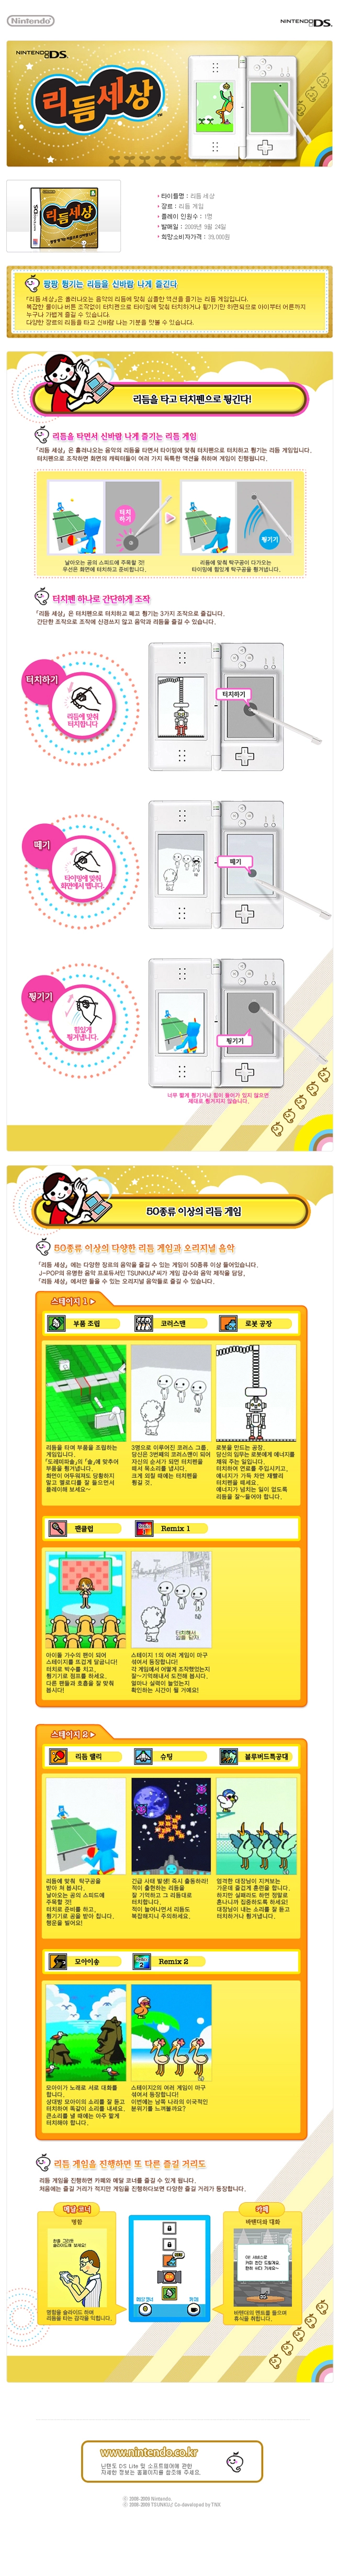 Nintendo
NINTENDO DS
NINTENDO DS
리듬세상
타이틀명 : 리듬 세상
장르 : 리듬 게임
플레이 인원수 : 1명
발매일 : 2009년 9월 24일
희망소비자가격 : 39,000원
팡팡 튕기는 리듬을 신바람 나게 즐긴다
『리듬 세상』은 흘러나오는 음악의 리듬에 맞춰 심플한 액션을 즐기는 리듬 게임입니다.
복잡한 룰이나 버튼 조작없이 터치펜으로 타이밍에 맞춰 터치하거나 튕기기만 하면되므로 아이부터 어른까지
누구나 가볍게 즐길 수 있습니다.
다양한 장르의 리듬을 타고 신바람 나는 기분을 맛볼 수 있습니다.
리듬을 타고 터치펜으로 튕긴다!
리듬을 타면서 신바람 나게 즐기는 리듬 게임
『리듬 세상』은 흘러나오는 음악의 리듬을 타면서 타이밍에 맞춰 터치펜으로 터치하고 튕기는 리듬 게임입니다.
터치펜으로 조작하면 화면의 캐릭터들이 여러 가지 독특한 액션을 취하며 게임이 진행됩니다.
터치
하기
튕기기
날아오는 공의 스피드에 주목할 것!
우선은 화면에 터치하고 준비합니다.
리듬에 맞춰 탁구공이 다가오는
타이밍에 힘있게 탁구공을 튕겨냅니다.
터치펜 하나로 간단하게 조작
『리듬 세상』은 터치펜으로 터치하고 떼고 튕기는 3가지 조작으로 즐깁니다.
간단한 조작으로 조작에 신경쓰지 않고 음악과 리듬을 즐길 수 있습니다.
터치하기
리듬에 맞춰
터치합니다
터치하기
떼기
타이밍에 맞춰
화면에서 뗍니다.
떼기
튕기기
힘있게
튕겨냅니다.
튕기기
너무 짧게 튕기거나 힘이 들어가 있지 않으면
제대로 튕겨지지 않습니다.
50종류 이상의 리듬 게임
50종류 이상의 다양한 리듬 게임과 오리지널 음악
『리듬 세상』에는 다양한 장르의 음악을 즐길 수 있는 게임이 50종류 이상 들어있습니다.
J-POP의 유명한 음악 프로듀서인 TSUNKU♂씨가 게임 감수와 음악 제작을 담당.
『리듬 세상』에서만 들을 수 있는 오리지널 음악들로 즐길 수 있습니다.
스테이지 1
부품 조립
코러스맨
로봇 공장
리듬을 타며 부품을 조립하는
게임입니다.
『도레미파솔』의 『솔』에 맞추어
부품을 튕겨냅니다.
화면이 어두워져도 당황하지
말고 멜로디를 잘 들으면서
플레이해 보세요~
3명으로 이루어진 코러스 그룹.
당신은 3번째의 코러스맨이 되어
자신의 순서가 되면 터치펜을
떼서 목소리를 냅니다.
크게 외칠 때에는 터치펜을
튕길 것.
로봇을 만드는 공장.
당신의 임무는 로봇에게 에너지를
채워 주는 일입니다.
터치하여 연료를 주입시키고,
에너지가 가득 차면 재빨리
터치펜을 떼세요.
에너지가 넘치는 일이 없도록
리듬을 잘~들어야 합니다.
팬클럽
Remix 1
아이돌 가수의 팬이 되어
스테이지를 뜨겁게 달굽니다!
터치로 박수를 치고,
튕기기로 점프를 하세요.
다른 팬들과 호흡을 잘 맞춰
봅시다!
스테이지 1의 여러 게임이 마구
섞여서 등장합니다!
각 게임에서 어떻게 조작했었는지
잘~기억해내서 도전해 봅시다.
얼마나 실력이 늘었는지
확인하는 시간이 될 거예요!
스테이지 2
리듬 랠리
슈팅
블루버드특공대
리듬에 맞춰 탁구공을
받아 쳐 봅시다.
날아오는 공의 스피드에
주목할 것!
터치로 준비를 하고,
튕기기로 공을 받아 칩니다.
행운을 빌어요!
긴급 사태 발생! 즉시 출동하라!
적이 출현하는 리듬을
잘 기억하고 그 리듬대로
터치합니다.
적이 늘어나면서 리듬도
복잡해지니 주의하세요.
엄격한 대장님이 지켜보는
가운데 즐겁게 훈련을 합니다.
하지만 실패라도 하면 정말로
혼나니까 집중하도록 하세요!
대장님이 내는 소리를 잘 듣고
터치하거나 튕겨냅니다.
모아이송
Remix 2
모아이가 노래로 서로 대화를
합니다.
상대방 모아이의 소리를 잘 듣고
터치하여 똑같이 소리를 내세요.
큰소리를 낼 때에는 아주 짧게
터치해야 합니다.
스테이지2의 여러 게임이 마구
섞여서 등장합니다!
이번에는 남쪽 나라의 이국적인
분위기를 느껴볼까요?
리듬 게임을 진행하면 또 다른 즐길 거리도
리듬 게임을 진행하면 카페와 메달 코너를 즐길 수 있게 됩니다.
처음에는 즐길 거리가 적지만 게임을 진행하다보면 다양한 즐길 거리가 등장합니다.
메달 코너
명함
명함을 슬라이드 하며
리듬을 타는 감각을 익힙니다.
카페
바텐더와 대화
바텐더의 멘트를 들으며
휴식을 취합니다.
www.nintendo.co.kr
닌텐도 DS Lite 및 소프트웨어에 관한
자세한 정보는 홈페이지를 참조해 주세요.
© 2008-2009 Nintendo.
© 2008-2009 TSUNKU♂ Co-developed by TNX